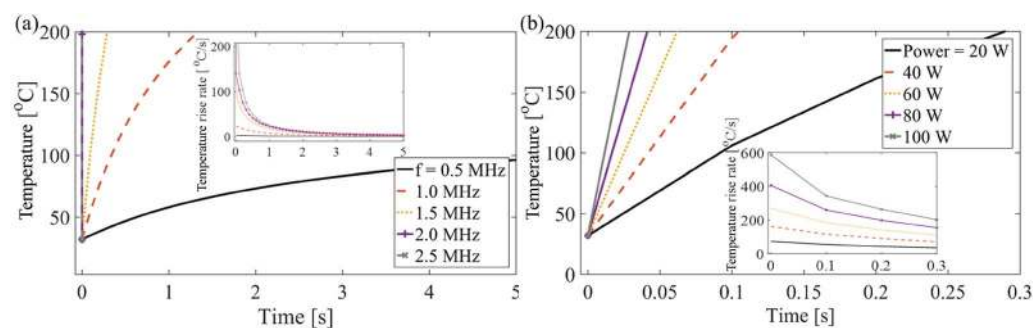 (a)
200
150
100
50
Temperature [°C]
0 1 2 3 4 5
Time [s]
200
150
100
50
0
Temperature rise rate [ °C/s]
0 1 2 3 4 5
f = 0.5 MHz
1.0 MHz
1.5 MHz
2.0 MHz
2.5 MHz
(b)
200
150
100
50
0
Temperature [°C]
0 0.05 0.1 0.15 0.2 0.25 0.3
Time [s]
Power = 20 W
40 W
60 W
80 W
100 W
600
400
200
0
Temperature rise rate [°C/s]
0 0.1 0.2 0.3